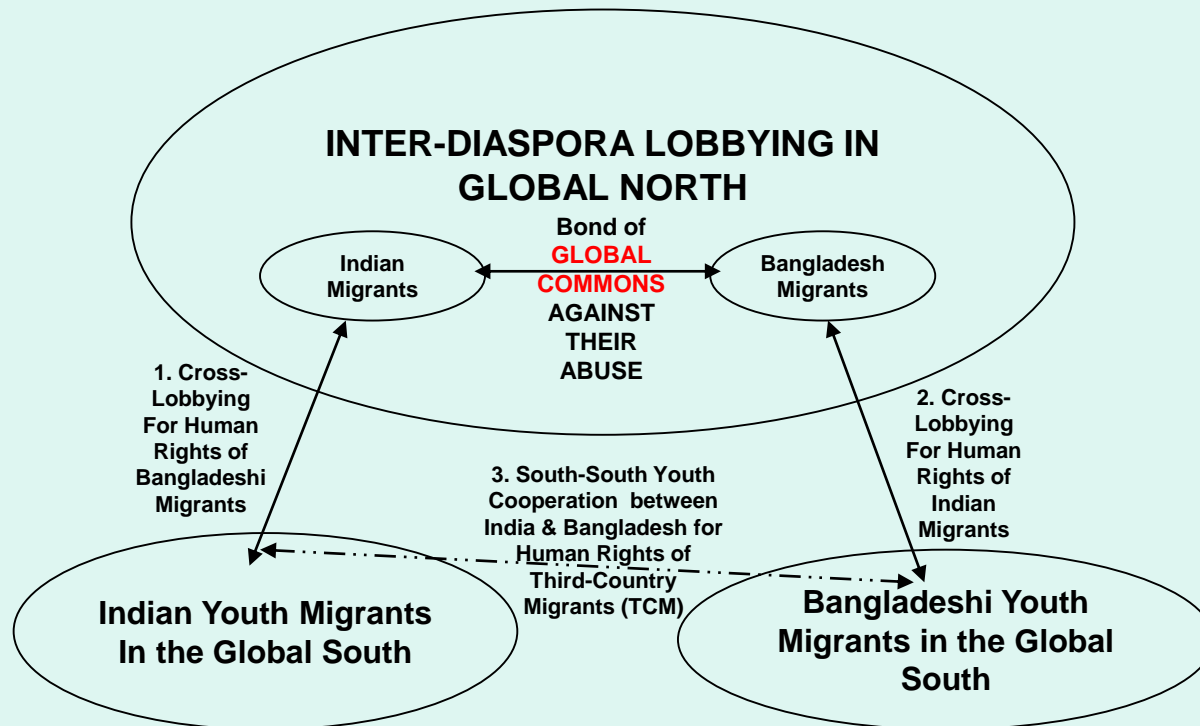 INTER-DIASPORA LOBBYING IN
GLOBAL NORTH
Bond of
GLOBAL
COMMONS
AGAINST
THEIR
ABUSE
Indian
Migrants
Bangladesh
Migrants
1. Cross-
Lobbying
For Human
Rights of
Bangladeshi
Migrants
2. Cross-
Lobbying
For Human
Rights of
Indian
Migrants
3. South-South Youth
Cooperation between
India & Bangladesh for
Human Rights of
Third-Country
Migrants (TCM)
Indian Youth Migrants
In the Global South
Bangladeshi Youth
Migrants in the Global
South